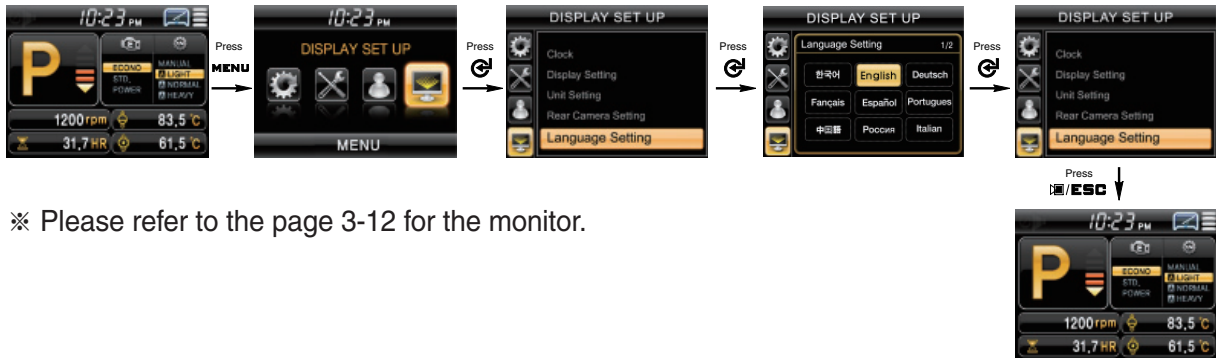 10:23 PM
P
ECONO
STD.
POWER
MANUAL
A LIGHT
A NORMAL
A HEAVY
1200 rpm
83,5 ℃
31,7 HR
61,5 ℃
Press
MENU
10:23 PM
DISPLAY SET UP
MENU
Press
DISPLAY SET UP
Clock
Display Setting
Unit Setting
Rear Camera Setting
Language Setting
Press
DISPLAY SET UP
Language Setting 1/2
한국어 English Deutsch
Fançais Español Portugues
中国語 Россия Italian
Press
DISPLAY SET UP
Clock
Display Setting
Unit Setting
Rear Camera Setting
Language Setting
Press
/ESC
※ Please refer to the page 3-12 for the monitor.
10:23 PM
P
ECONO
STD.
POWER
MANUAL
A LIGHT
A NORMAL
A HEAVY
1200 rpm
83,5 ℃
31,7 HR
61,5 ℃